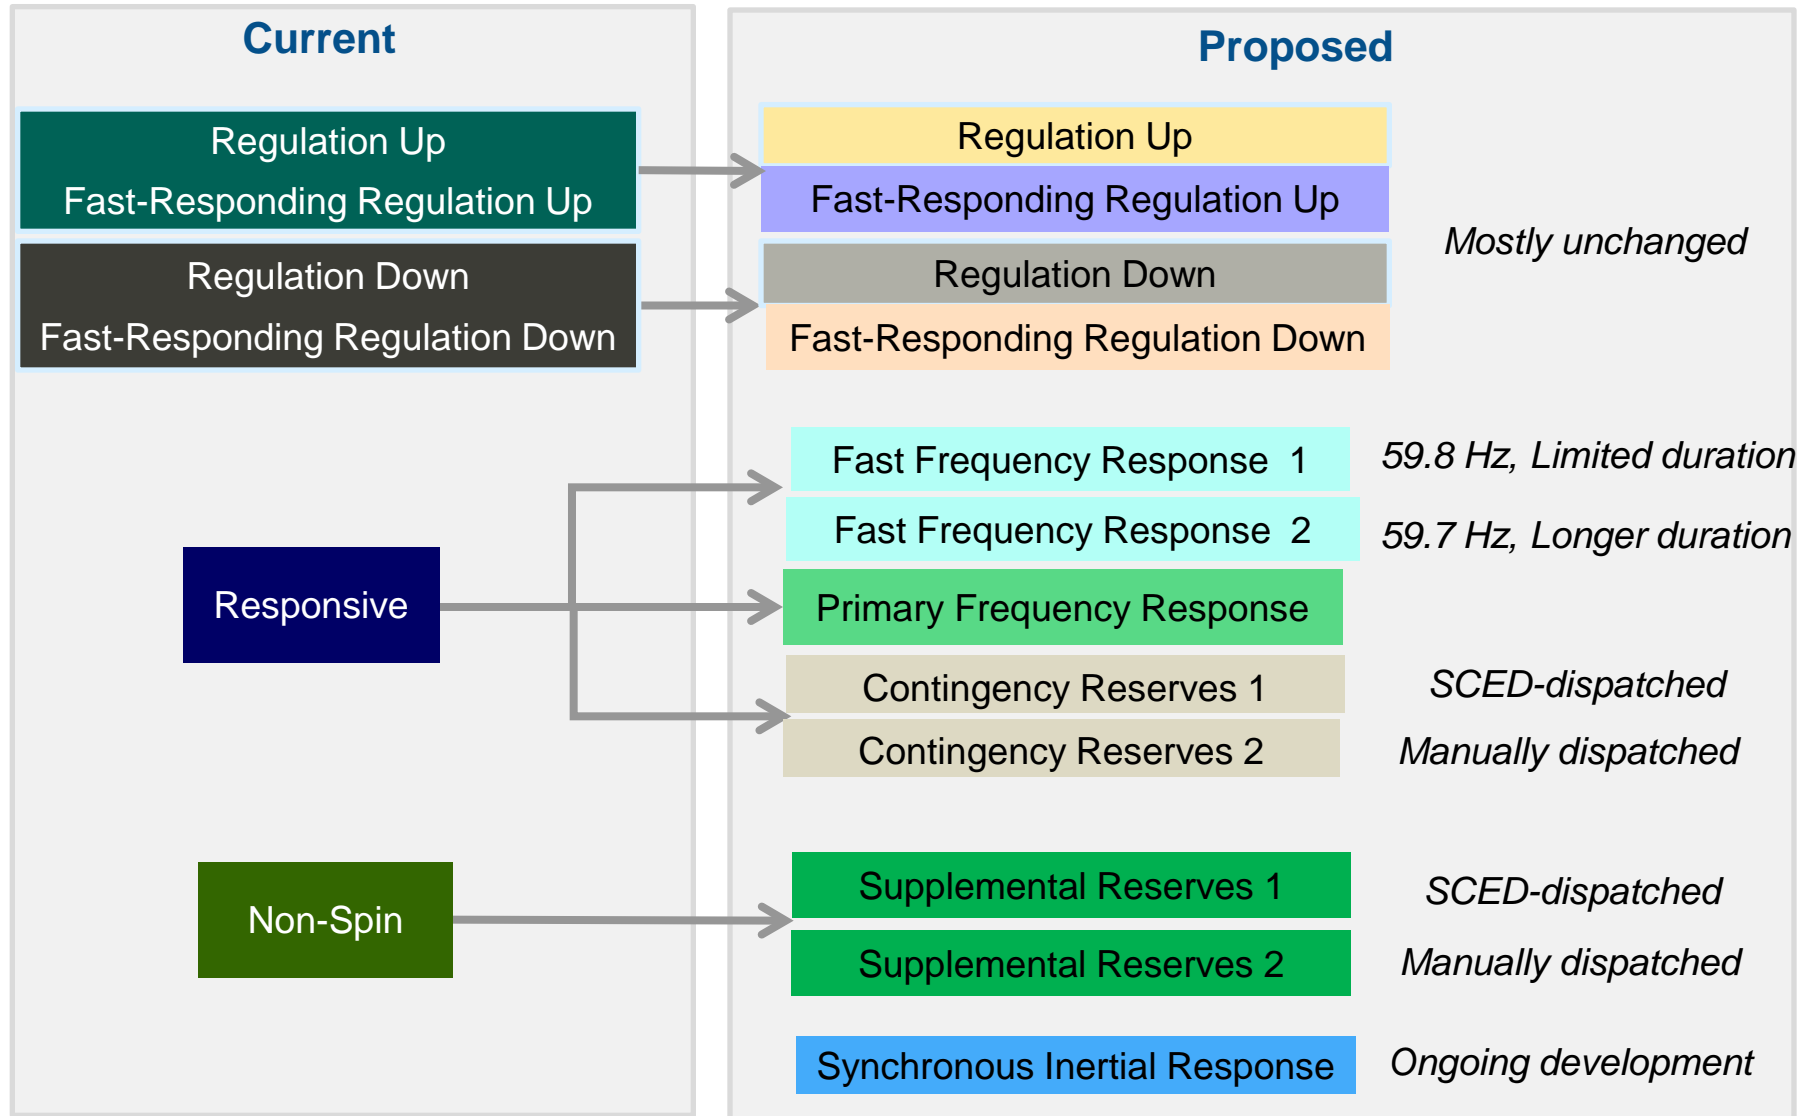 Current
Proposed
Regulation Up
Fast-Responding Regulation Up
Regulation Down
Fast-Responding Regulation Down
Regulation Up
Fast-Responding Regulation Up
Regulation Down
Fast-Responding Regulation Down
Mostly unchanged
Responsive
Fast Frequency Response 1
59.8 Hz, Limited duration
Fast Frequency Response 2
59.7 Hz, Longer duration
Primary Frequency Response
Contingency Reserves 1
SCED-dispatched
Contingency Reserves 2
Manually dispatched
Non-Spin
Supplemental Reserves 1
SCED-dispatched
Supplemental Reserves 2
Manually dispatched
Synchronous Inertial Response
Ongoing development